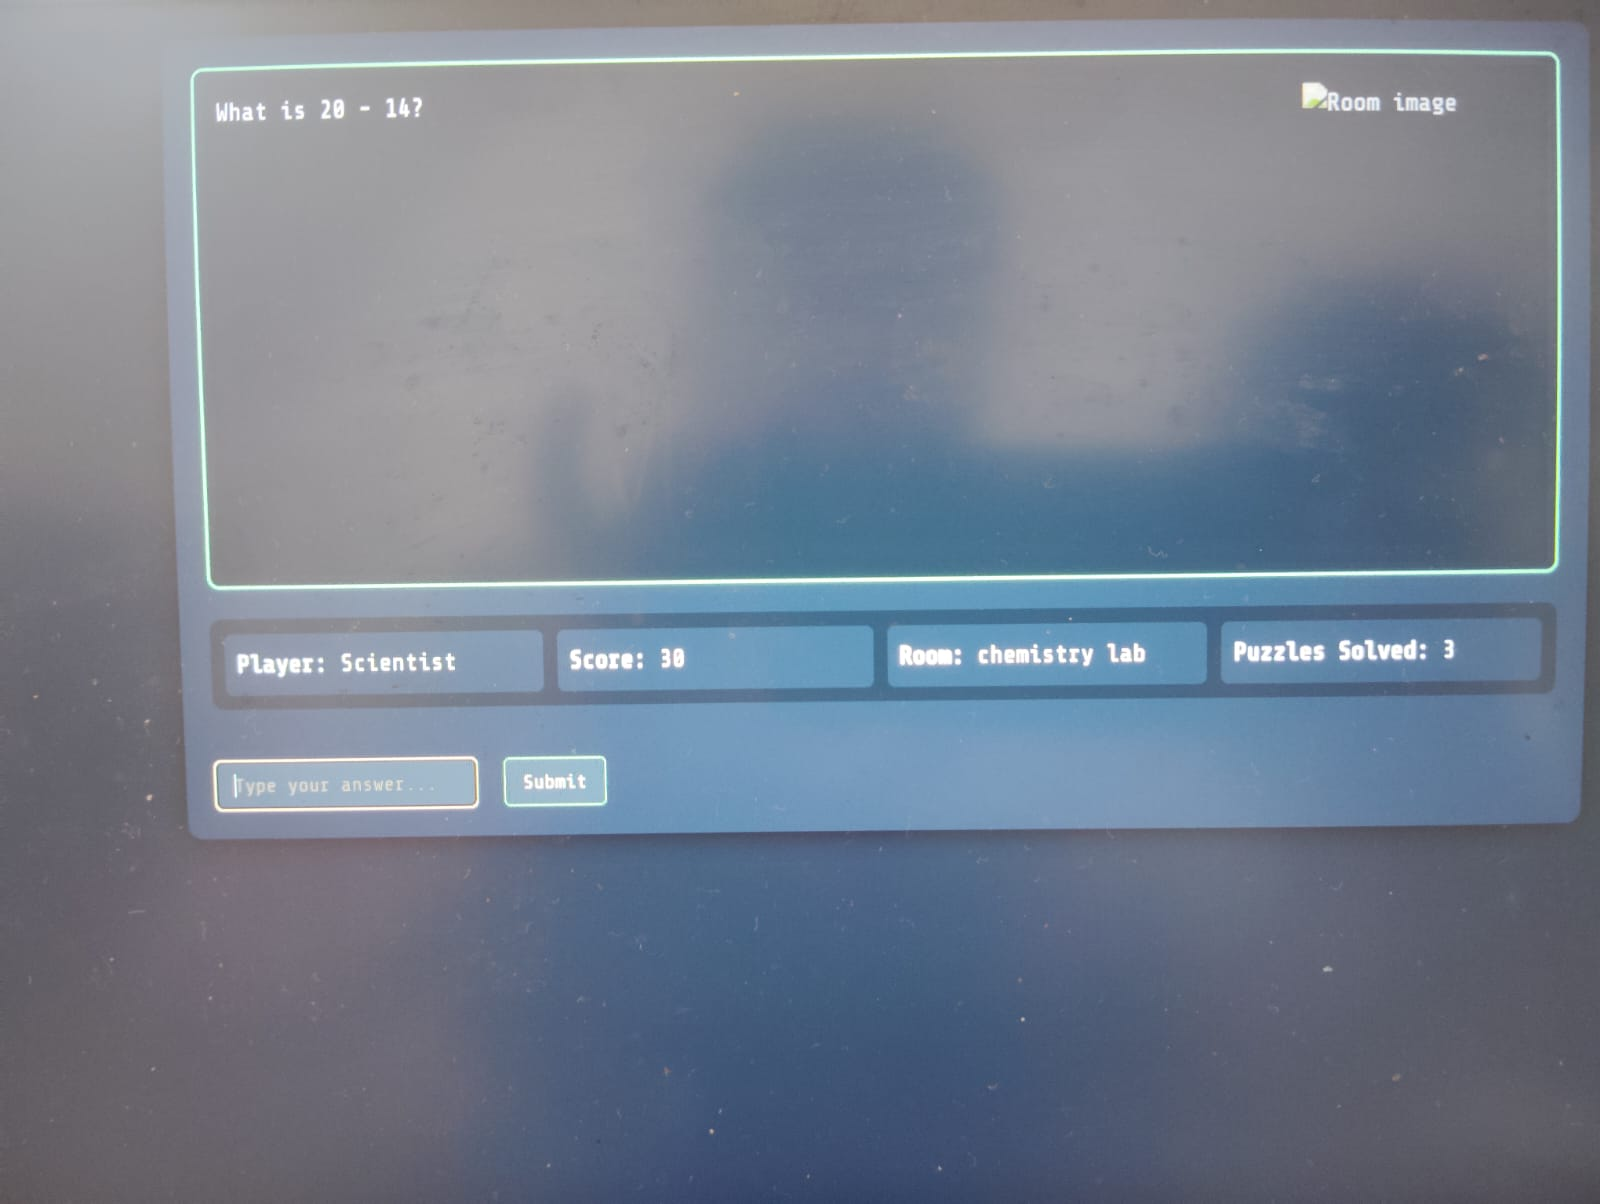 What is 20 - 14?
Room image
Player: Scientist
Score: 30
Room: chemistry lab
Puzzles Solved: 3
Type your answer...
Submit